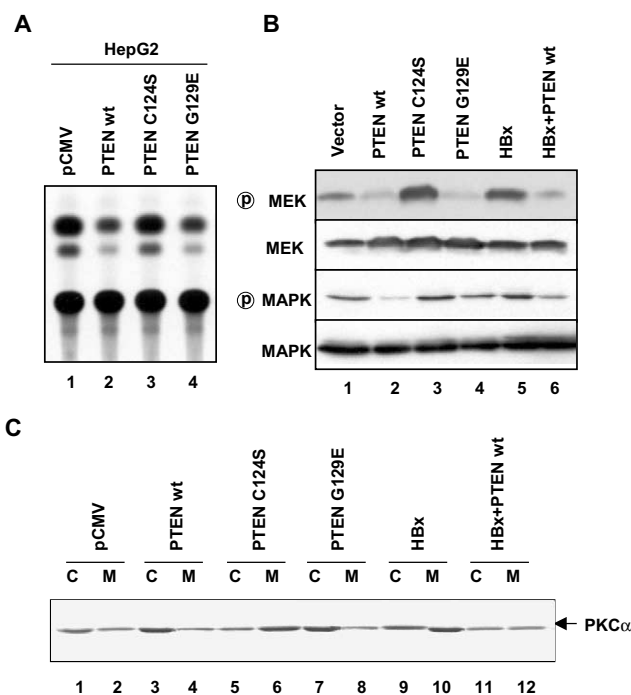 A
HepG2
pCMV
PTEN wt
PTEN C124S
PTEN G129E
1 2 3 4
B
Vector
PTEN wt
PTEN C124S
PTEN G129E
HBx
HBx+PTEN wt
ⓟ MEK
MEK
ⓟ MAPK
MAPK
1 2 3 4 5 6
C
pCMV
PTEN wt
PTEN C124S
PTEN G129E
HBx
HBx+PTEN wt
C M C M C M C M C M C M
PKCα
1 2 3 4 5 6 7 8 9 10 11 12